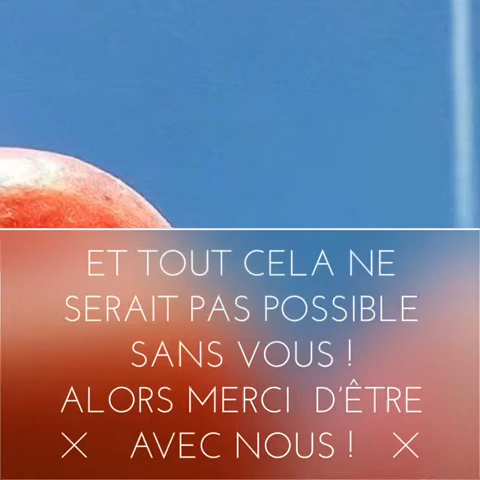 ET TOUT CELA NE
SERAIT PAS POSSIBLE
SANS VOUS !
ALORS MERCI D'ÊTRE
AVEC NOUS !